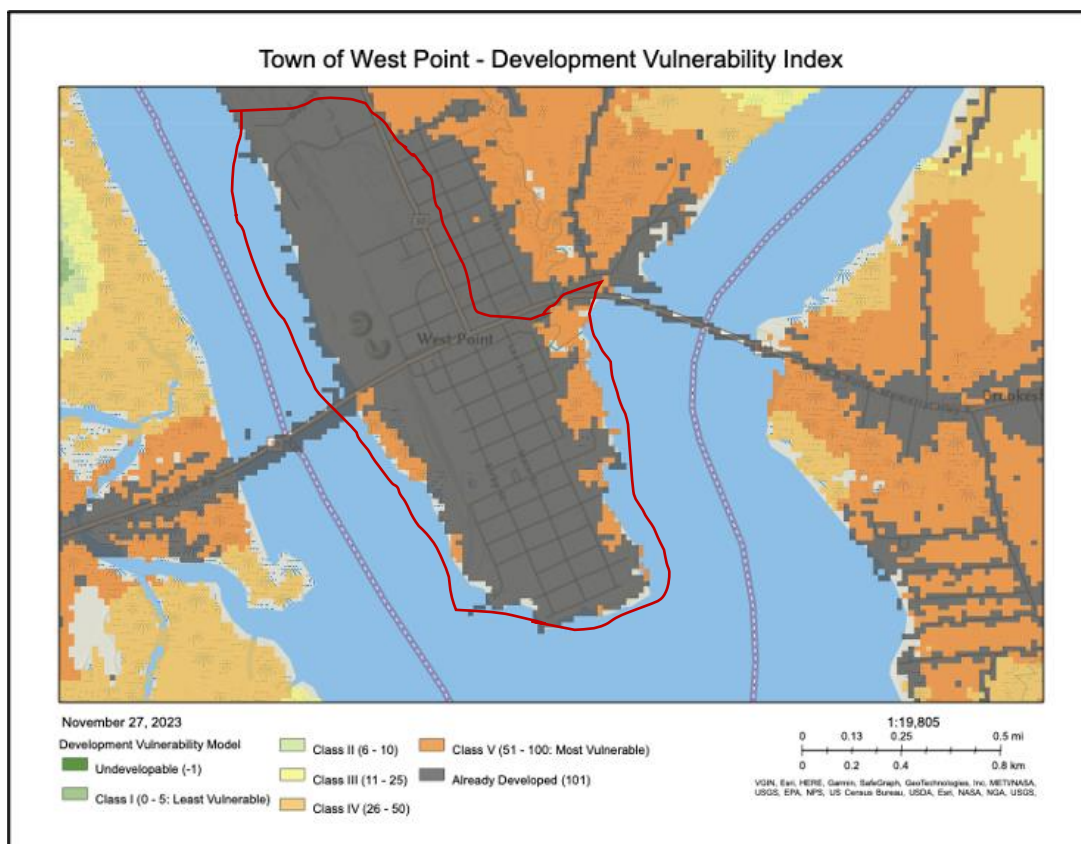 Town of West Point - Development Vulnerability Index
West Point
November 27, 2023
Development Vulnerability Model
Undevelopable (-1)
Class I (0 - 5: Least Vulnerable)
Class II (6 - 10)
Class III (11 - 25)
Class IV (26 - 50)
Class V (51 - 100: Most Vulnerable)
Already Developed (101)
1:19,805
0 0.13 0.25 0.5 mi
0 0.2 0.4 0.8 km
VGIN, Esri, HERE, Garmin, SafeGraph, GeoTechnologies, Inc, METI/NASA,
USGS, EPA, NPS, US Census Bureau, USDA, Esri, NASA, NGA, USGS,